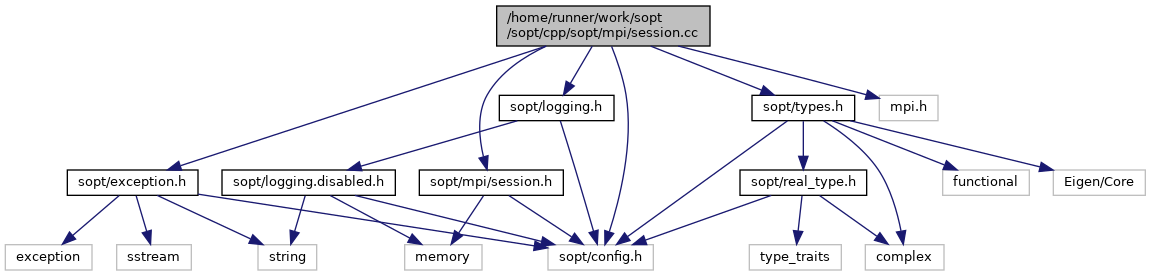 /home/runner/work/sopt
/sopt/cpp/sopt/mpi/session.cc
sopt/logging.h
sopt/types.h
mpi.h
sopt/exception.h
sopt/logging.disabled.h
sopt/mpi/session.h
sopt/real_type.h
functional
Eigen/Core
exception
sstream
string
memory
sopt/config.h
type_traits
complex